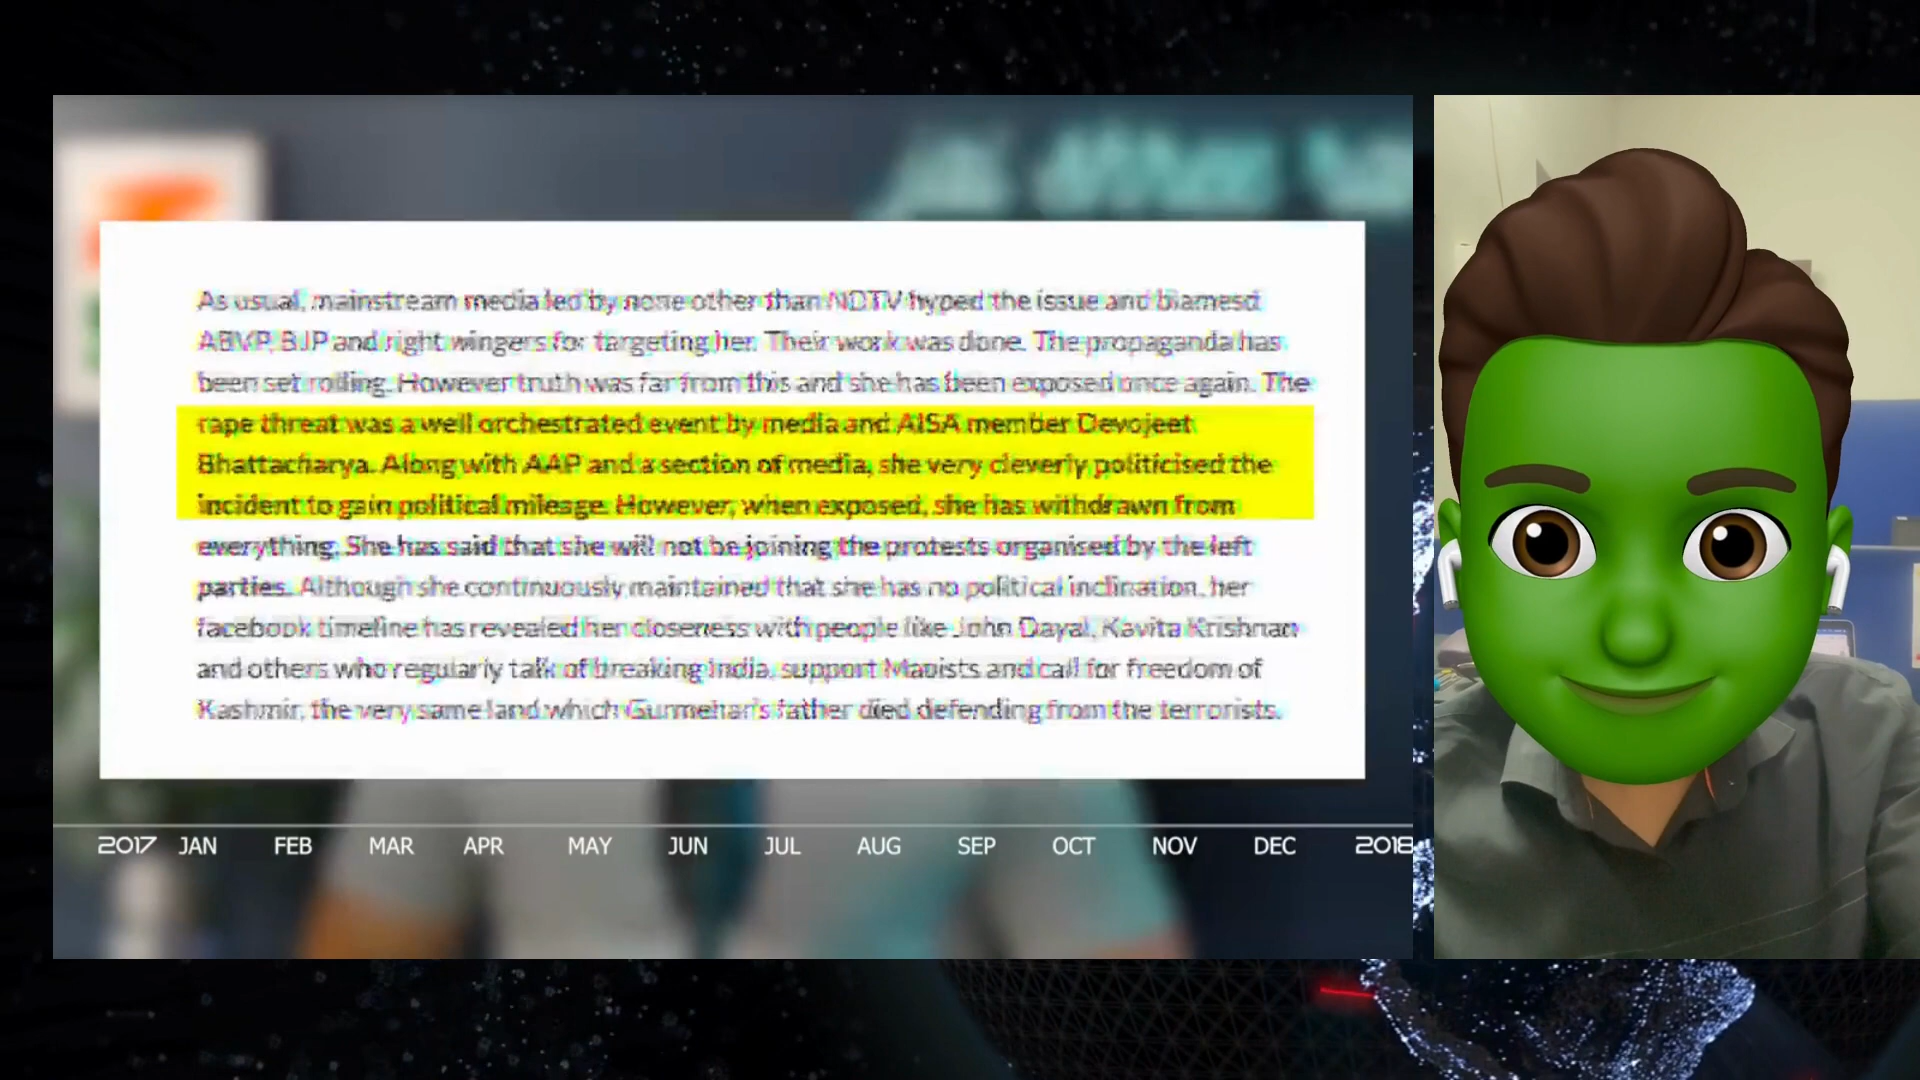 As usual, mainstream media led by none other than NDTV hyped the issue and blamesd
ABVP, BJP and right wingers for targeting her. Their work was done. The propaganda has
been set rolling. However truth was far from this and she has been exposed once again. The
rape threat was a well orchestrated event by media and AISA member Devojeet
Bhattacharya. Along with AAP and a section of media, she very cleverly politicised the
incident to gain political mileage. However, when exposed, she has withdrawn from
everything. She has said that she will not be joining the protests organised by the left
parties. Although she continuously maintained that she has no political inclination, her
facebook timeline has revealed her closeness with people like John Dayal, Kavita Krishnan
and others who regularly talk of breaking India, support Maoists and call for freedom of
Kashmir, the very same land which Gurmehar's father died defending from the terrorists.
2017 JAN FEB MAR APR MAY JUN JUL AUG SEP OCT NOV DEC 2018